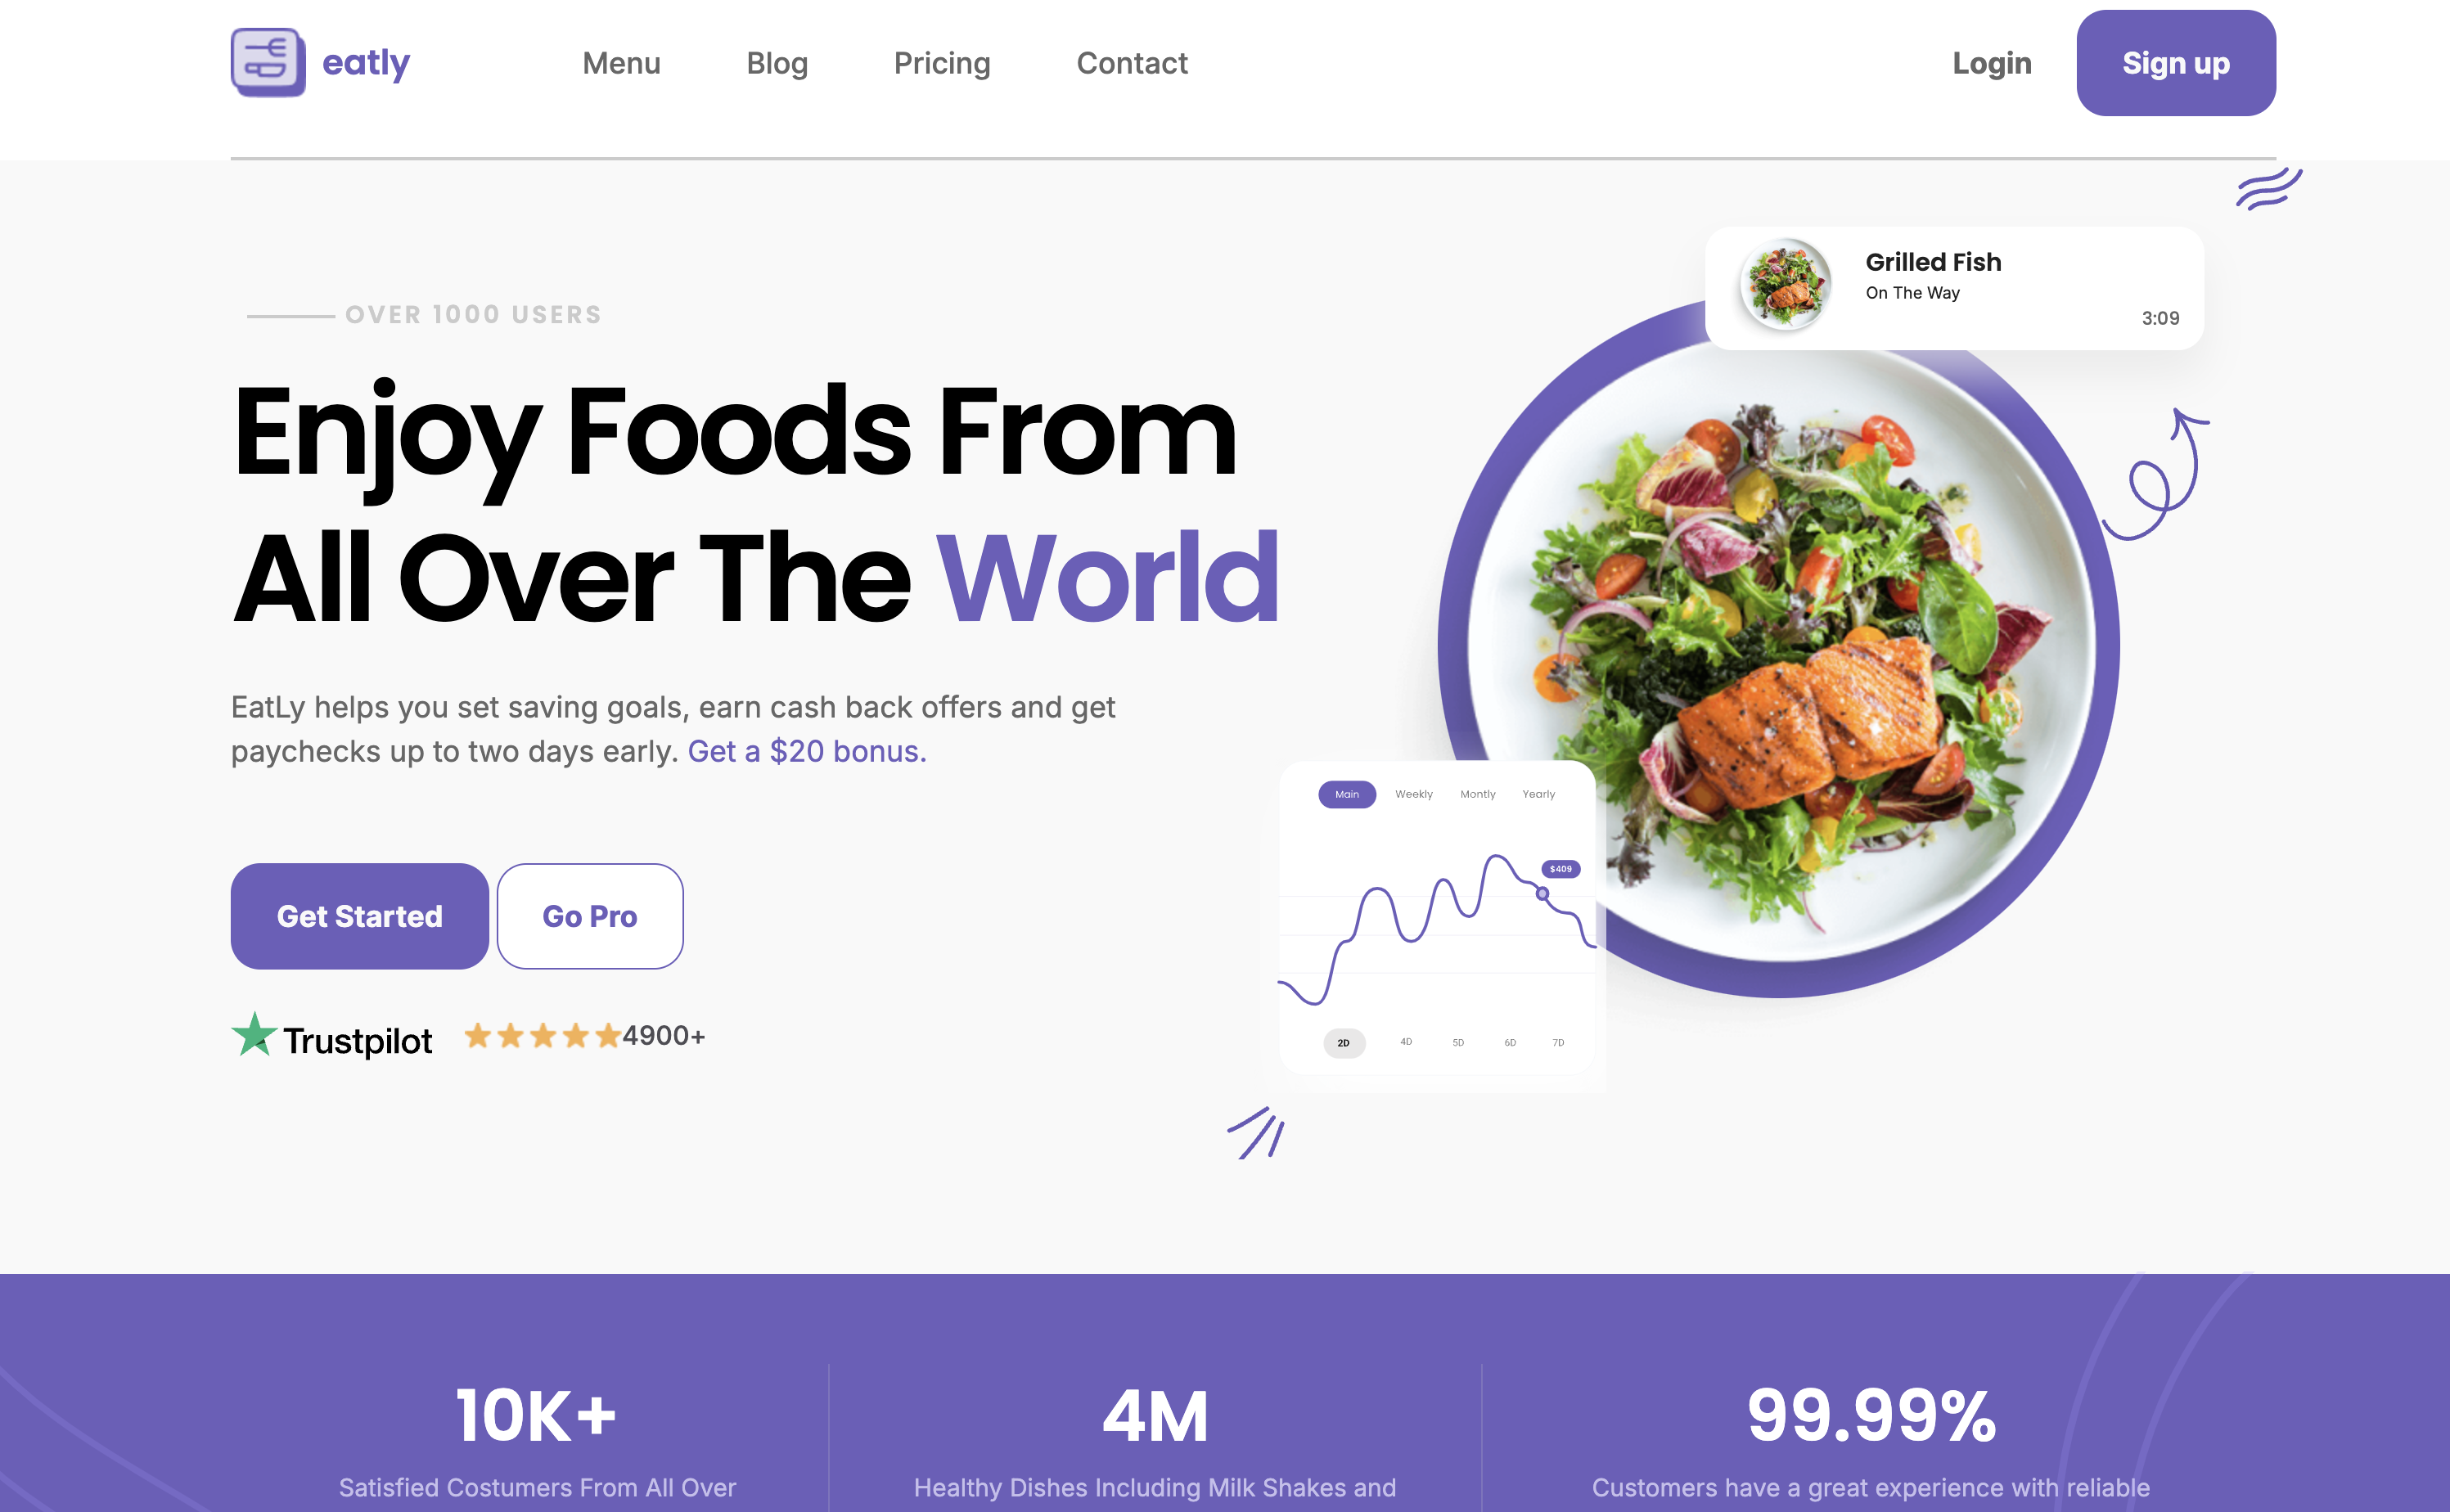 eatly
Menu
Blog
Pricing
Contact
Login
Sign up
OVER 1000 USERS
Enjoy Foods From
All Over The World
EatLy helps you set saving goals, earn cash back offers and get
paychecks up to two days early. Get a $20 bonus.
Get Started
Go Pro
Trustpilot
4900+
Grilled Fish
On The Way
3:09
Main
Weekly
Montly
Yearly
$409
2D
4D
5D
6D
7D
10K+
Satisfied Costumers From All Over
4M
Healthy Dishes Including Milk Shakes and
99.99%
Customers have a great experience with reliable